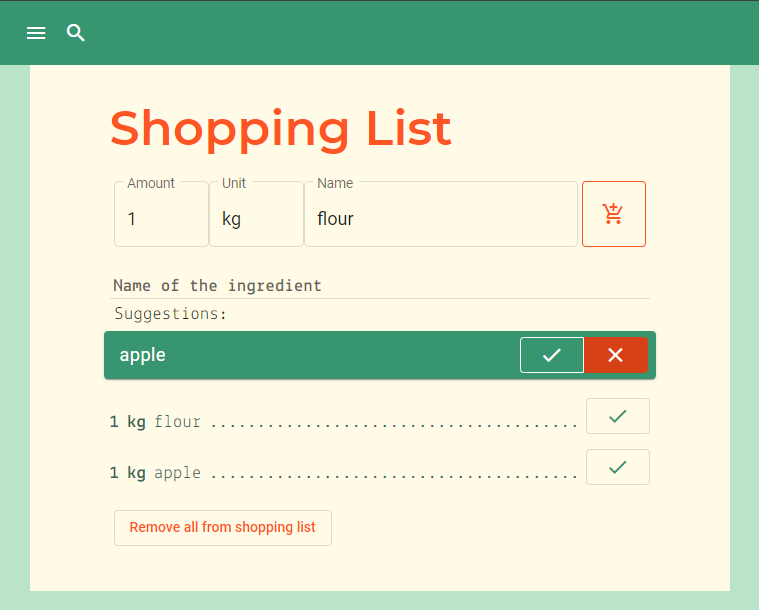 Shopping List
Amount Unit Name
1 kg flour
Name of the ingredient
Suggestions:
apple
1 kg flour .......................................
1 kg apple .......................................
Remove all from shopping list